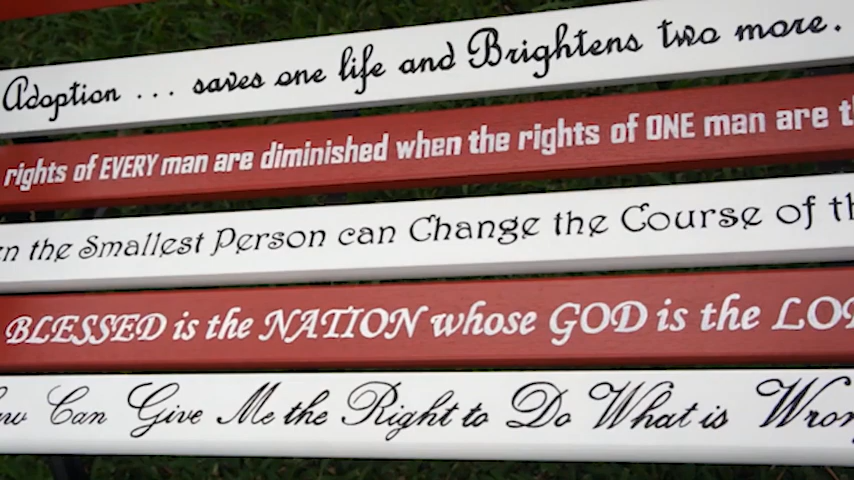 Adoption ... saves one life and Brightens two more.
rights of EVERY man are diminished when the rights of ONE man are
the Smallest Person can Change the Course of
BLESSED is the NATION whose GOD is the
Can Give Me the Right to Do What is